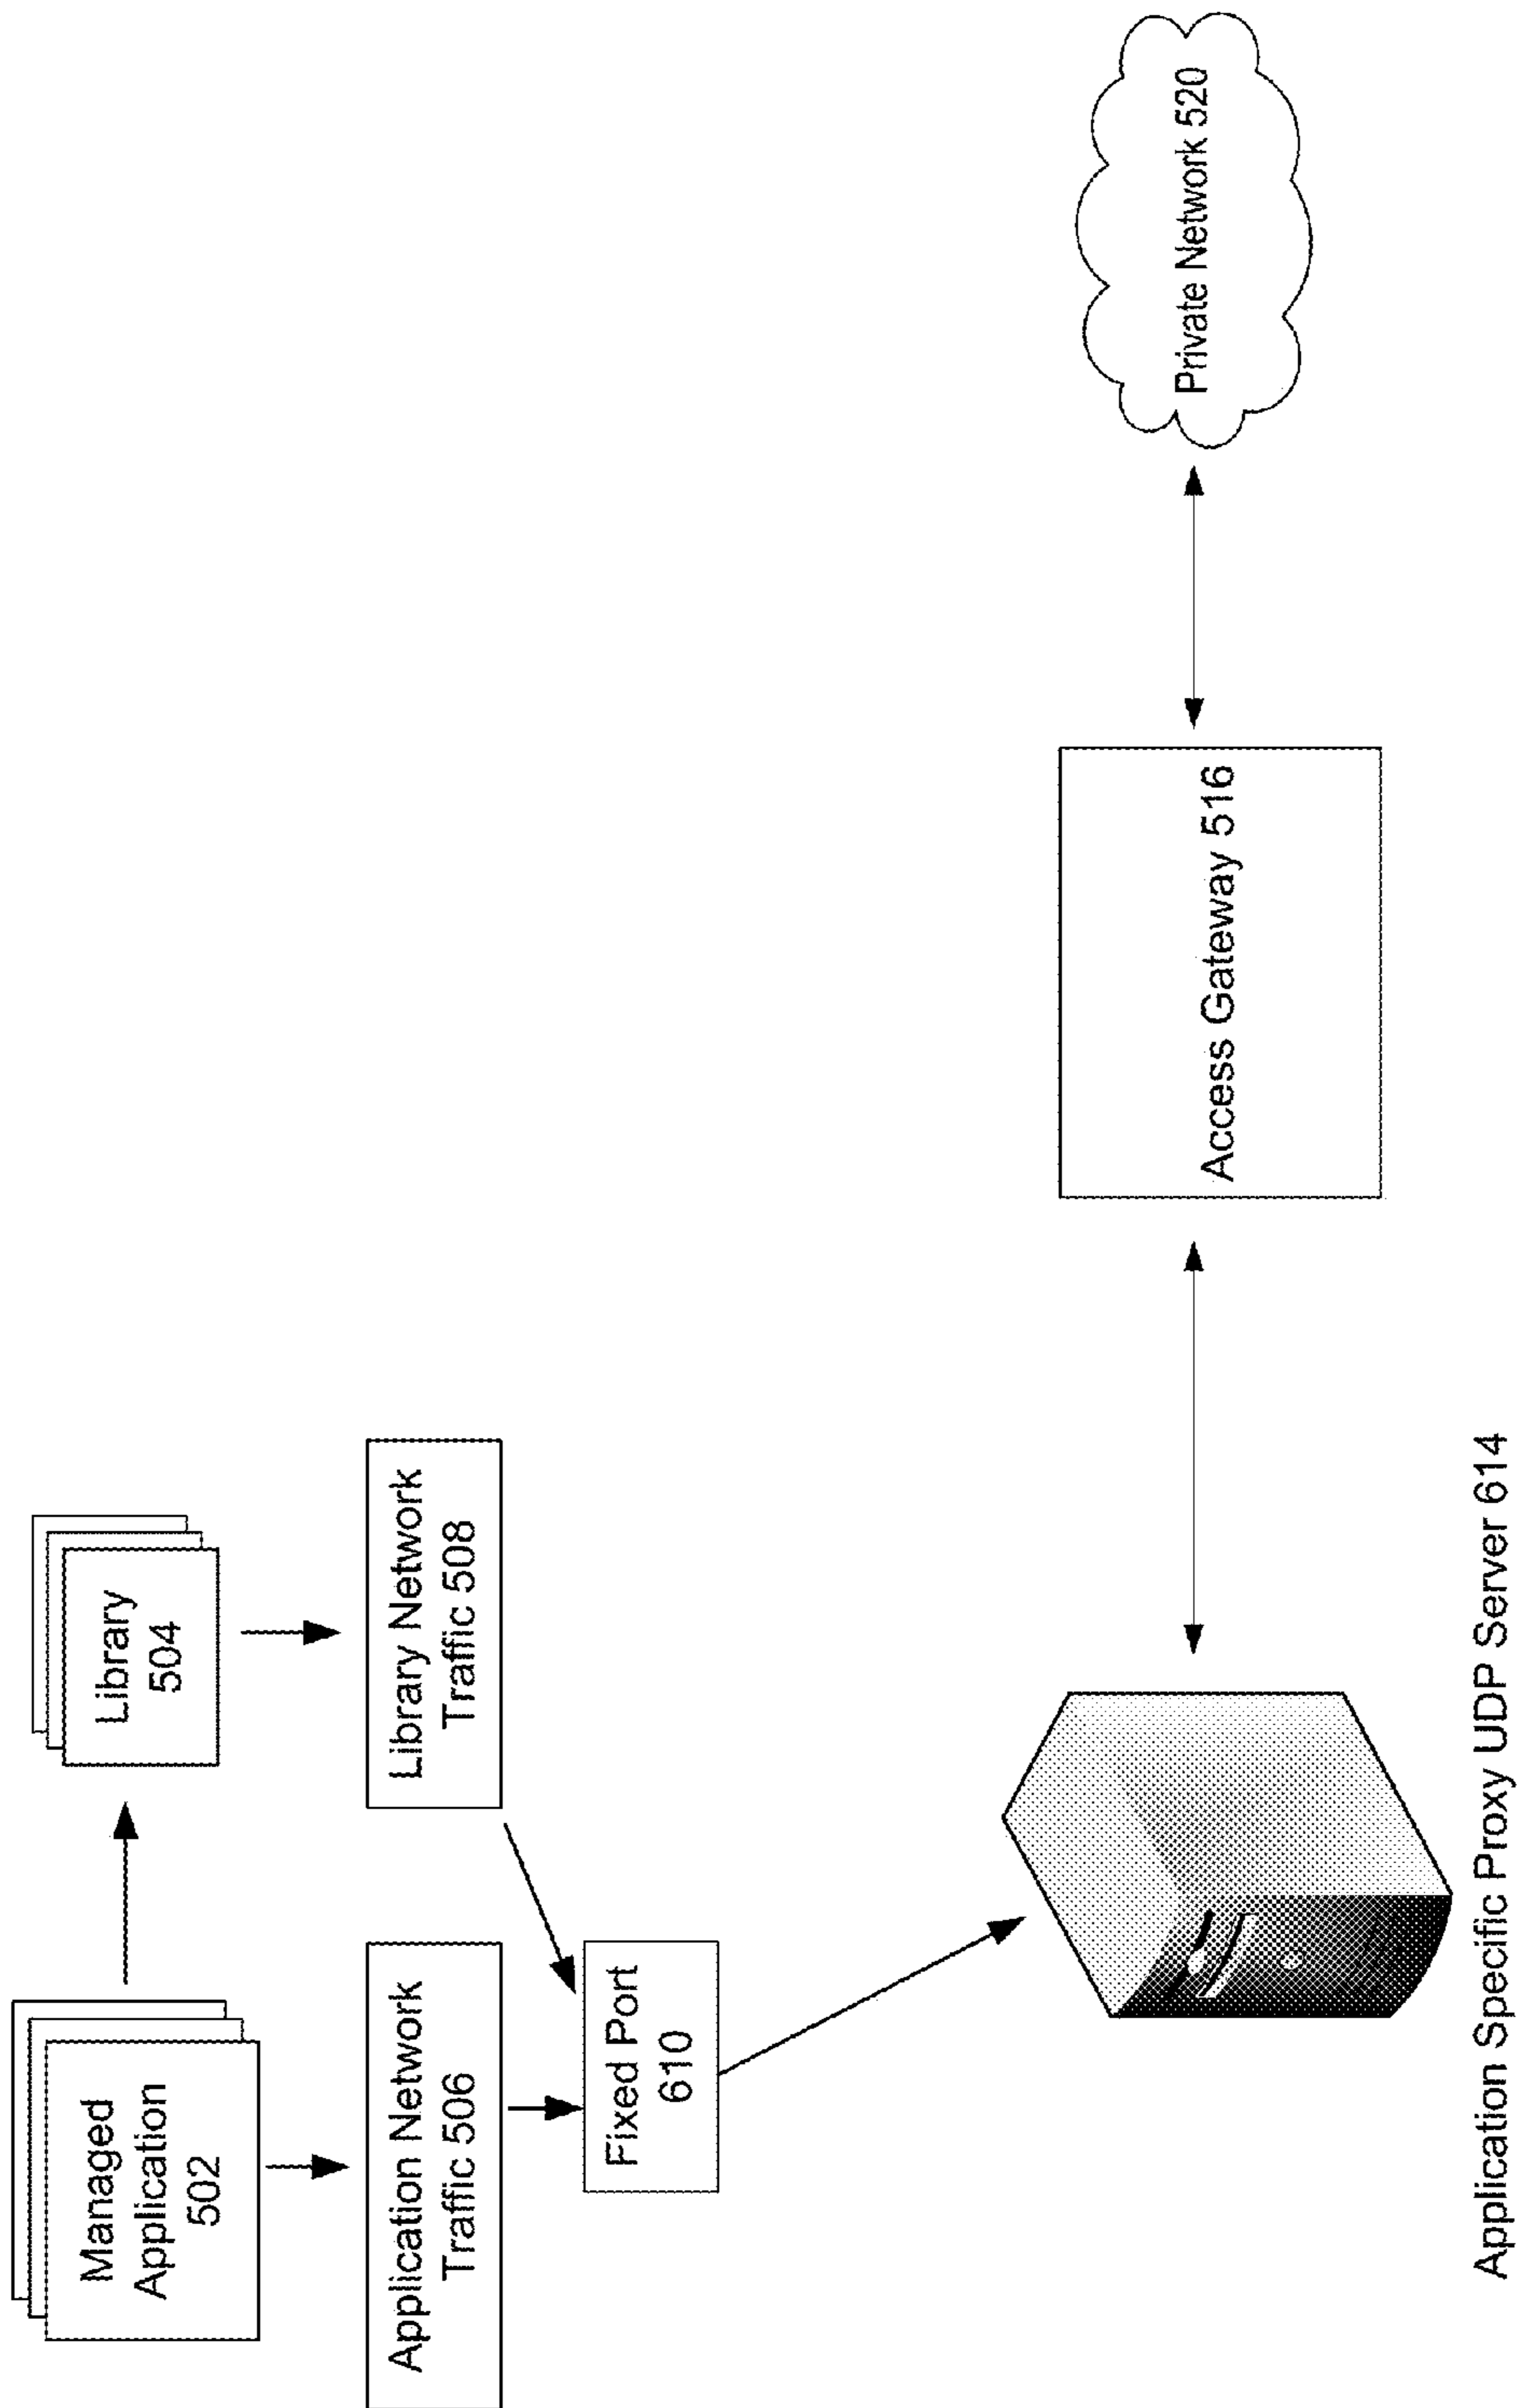 Managed
Application
502
Library
504
Application Network
Traffic 506
Library Network
Traffic 508
Fixed Port
610
Application Specific Proxy UDP Server 614
Access Gateway 516
Private Network 520